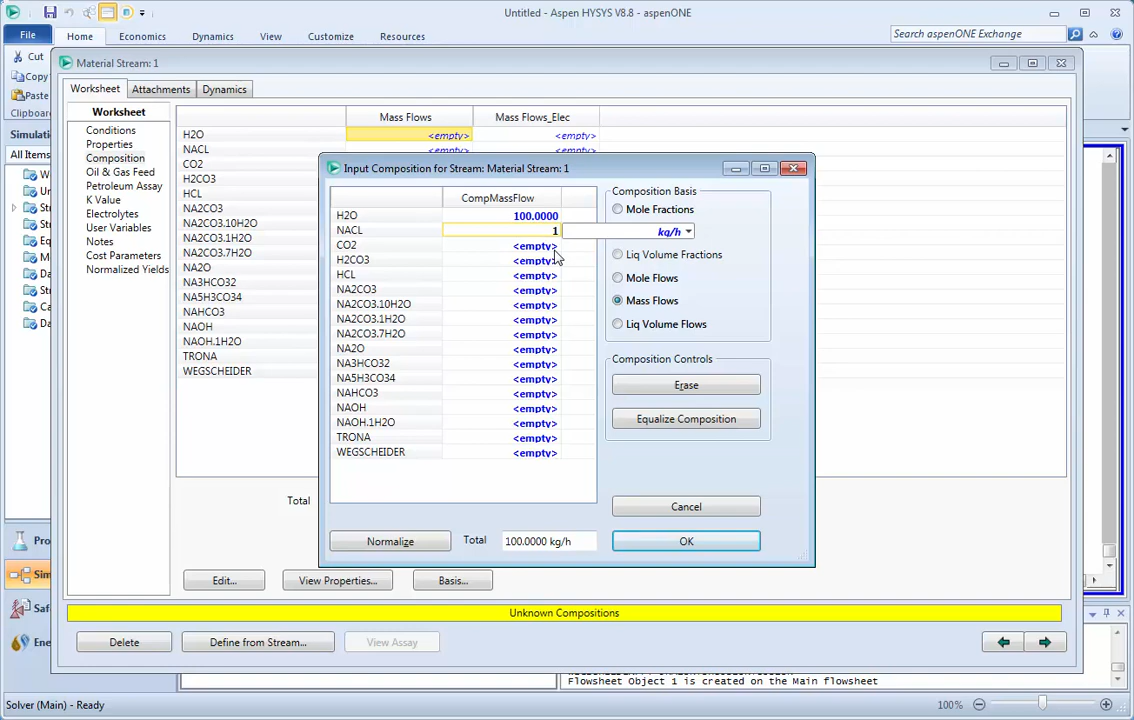 Untitled - Aspen HYSYS V8.8 - aspenONE
File Home Economics Dynamics View Customize Resources Search aspenONE Exchange
Cut
Copy
Paste
Clipboard
Simulation
All Items
Material Stream: 1
Worksheet Attachments Dynamics
Worksheet
Conditions
Properties
Composition
Oil & Gas Feed
Petroleum Assay
K Value
Electrolytes
User Variables
Notes
Cost Parameters
Normalized Yields
Mass Flows Mass Flows_Elec
H2O <empty> <empty>
NACL <empty> <empty>
CO2
H2CO3
HCL
NA2CO3
NA2CO3.10H2O
NA2CO3.1H2O
NA2CO3.7H2O
NA2O
NA3HCO32
NA5H3CO34
NAHCO3
NAOH
NAOH.1H2O
TRONA
WEGSCHEIDER
Total
Input Composition for Stream: Material Stream: 1
CompMassFlow
H2O 100.0000
NACL 1 kg/h
CO2 <empty>
H2CO3 <empty>
HCL <empty>
NA2CO3 <empty>
NA2CO3.10H2O <empty>
NA2CO3.1H2O <empty>
NA2CO3.7H2O <empty>
NA2O <empty>
NA3HCO32 <empty>
NA5H3CO34 <empty>
NAHCO3 <empty>
NAOH <empty>
NAOH.1H2O <empty>
TRONA <empty>
WEGSCHEIDER <empty>
Composition Basis
Mole Fractions
Liq Volume Fractions
Mole Flows
Mass Flows
Liq Volume Flows
Composition Controls
Erase
Equalize Composition
Cancel
Normalize Total 100.0000 kg/h OK
Edit... View Properties... Basis...
Unknown Compositions
Delete Define from Stream... View Assay
Flowsheet Object 1 is created on the Main flowsheet
Solver (Main) - Ready 100%